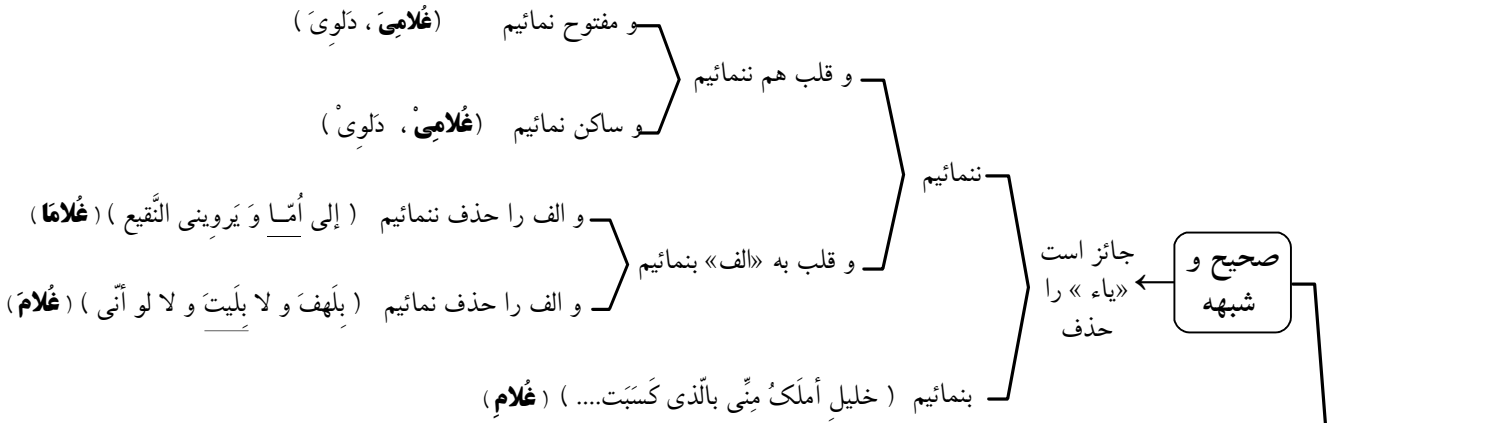 صحیح و
شبهه
جائز است
«یاء » را
حذف
ننمائیم
و قلب هم ننمائیم
و مفتوح نمائیم (غُلامِیَ ، دَلوِیَ )
و ساکن نمائیم (غُلامِیْ ، دَلوِیْ )
و قلب به «الف» بنمائیم
و الف را حذف ننمائیم ( إلی اُمّــا وَ یَروِینی النَّقیع ) ( غُلامَا )
و الف را حذف نمائیم ( بِلَهفَ و لا بِلَیتَ و لا لو أنّی ) ( غُلامَ )
بنمائیم ( خلیلِ أملَکُ مِنِّی بالّذی کَسَبَت.... ) ( غُلامِ )